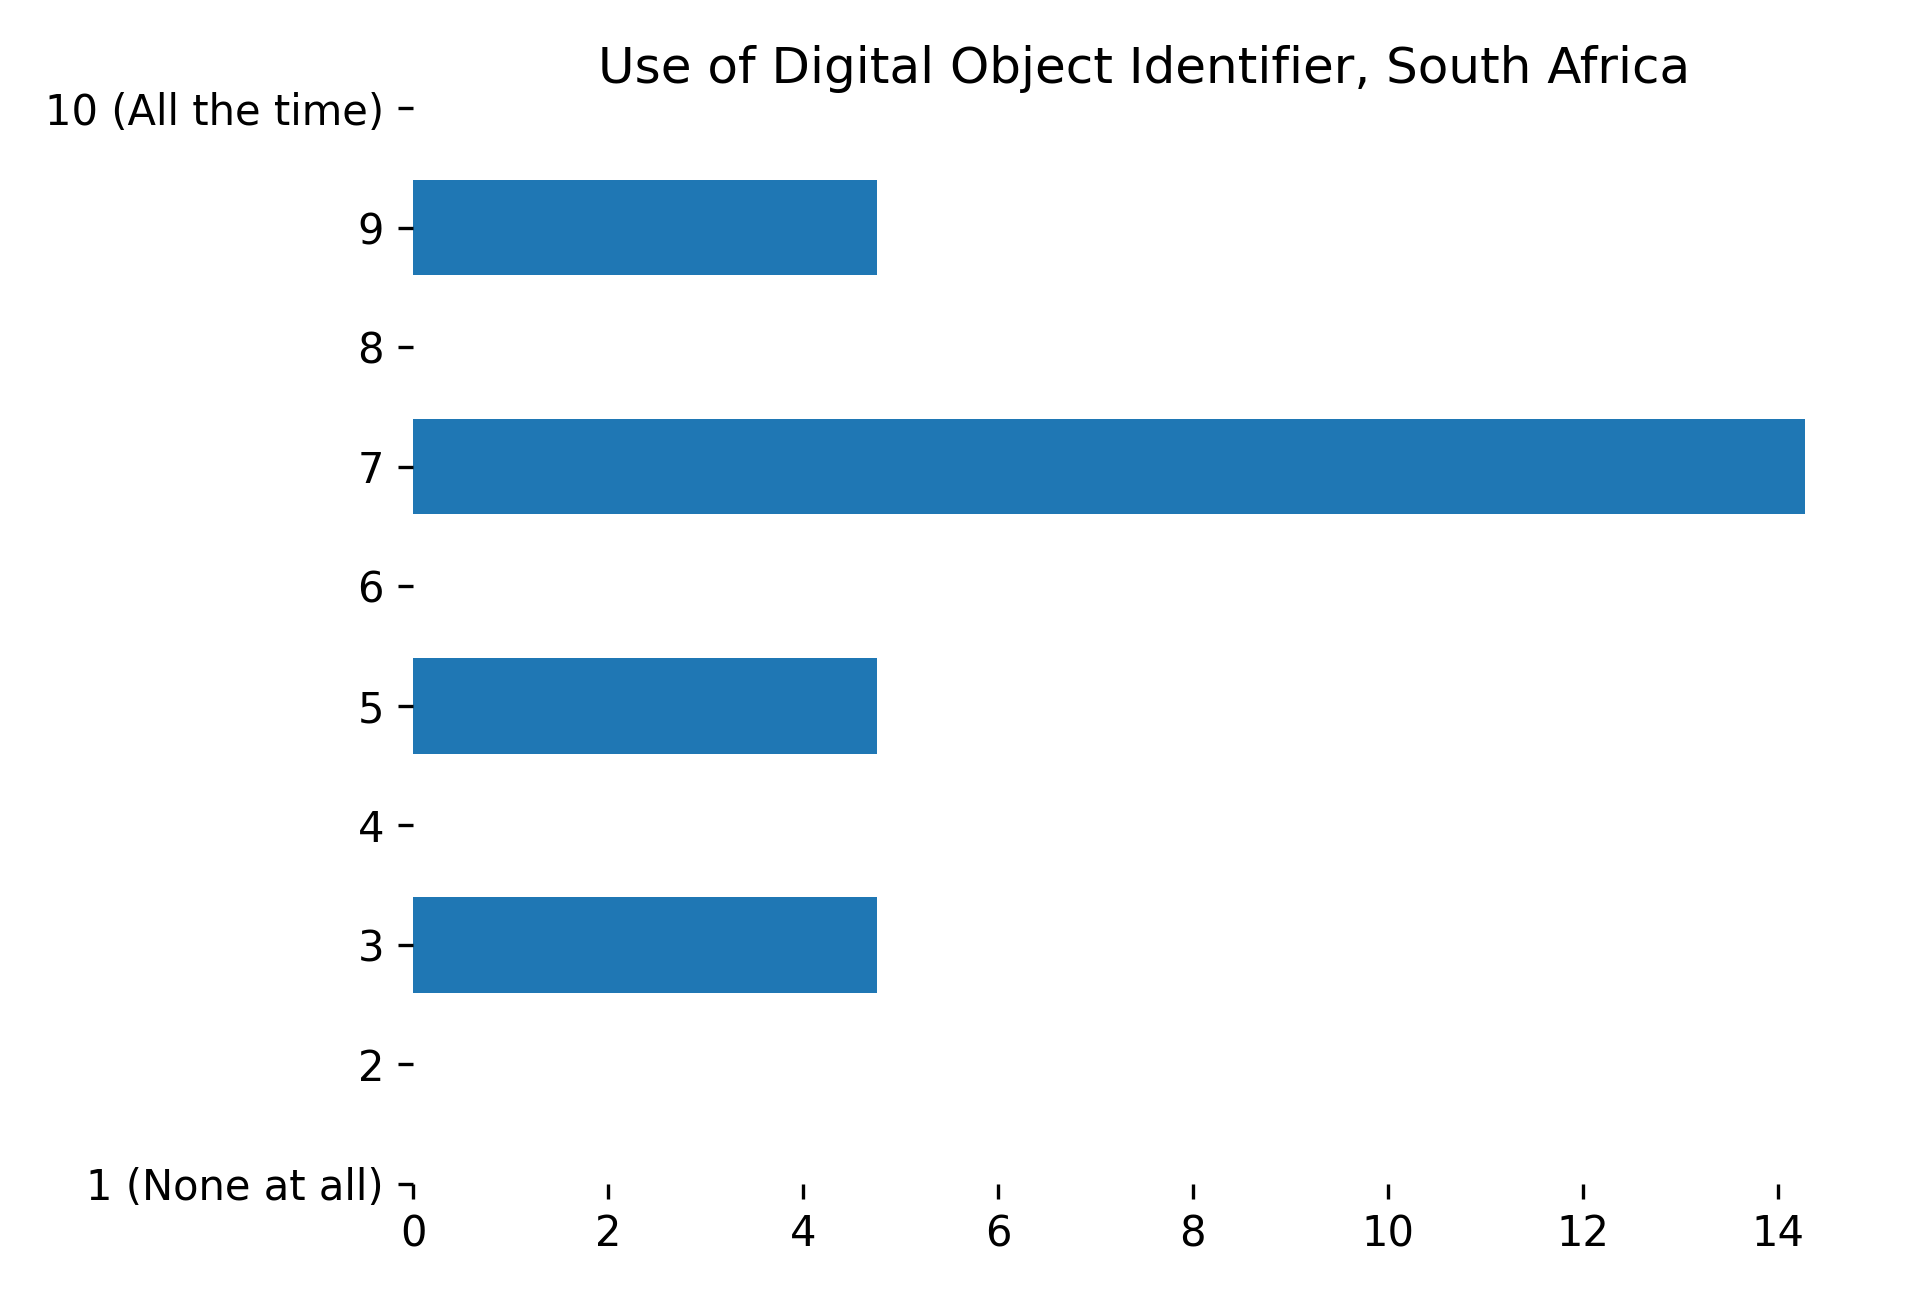 Use of Digital Object Identifier, South Africa
10 (All the time)
9
8
7
6
5
4
3
2
1 (None at all)
0 2 4 6 8 10 12 14